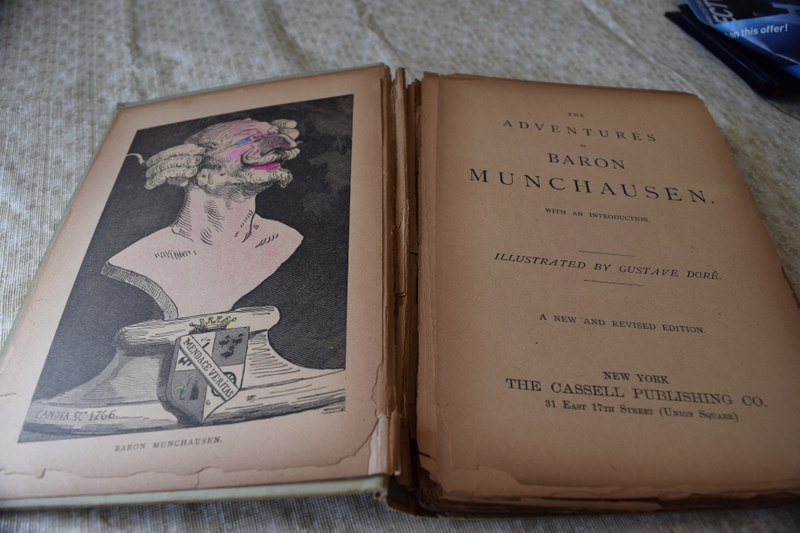 MENDACE VERITAS
CANOVA SCT 1766
BARON MUNCHAUSEN.
THE
ADVENTURES
OF
BARON
MUNCHAUSEN.
WITH AN INTRODUCTION.
ILLUSTRATED BY GUSTAVE DORÉ.
A NEW AND REVISED EDITION.
NEW YORK
THE CASSELL PUBLISHING CO.
31 EAST 17TH STREET (UNION SQUARE)
on this offer!